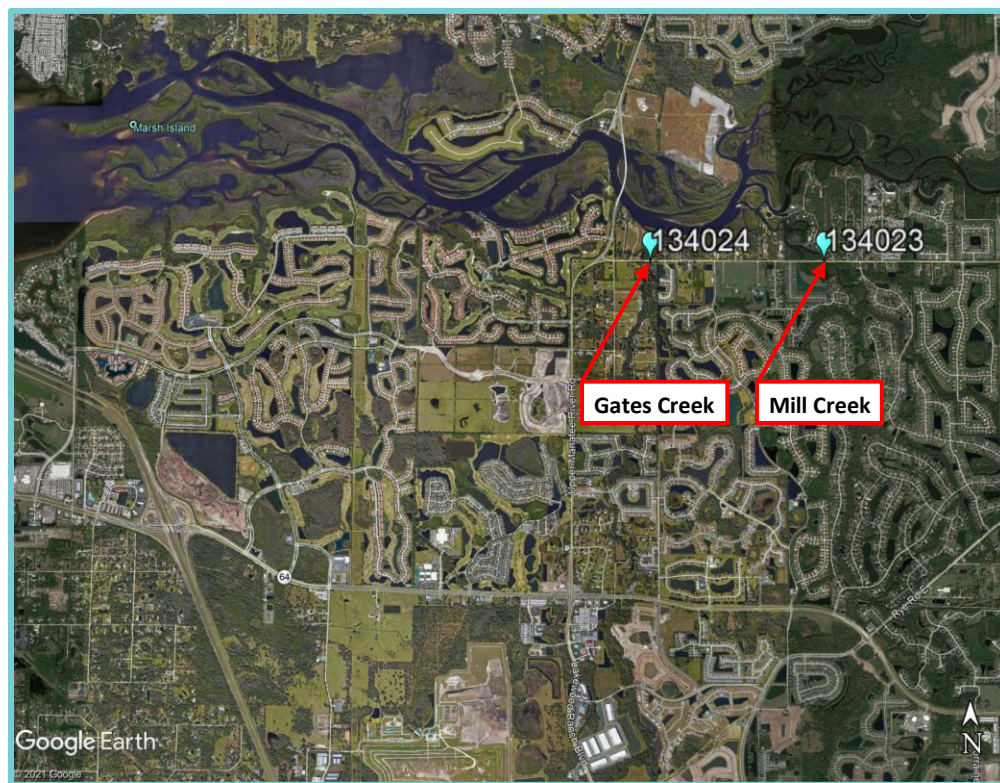 Marsh Island
134024
134023
Gates Creek
Mill Creek
64
Google Earth
N
© 2021 Google